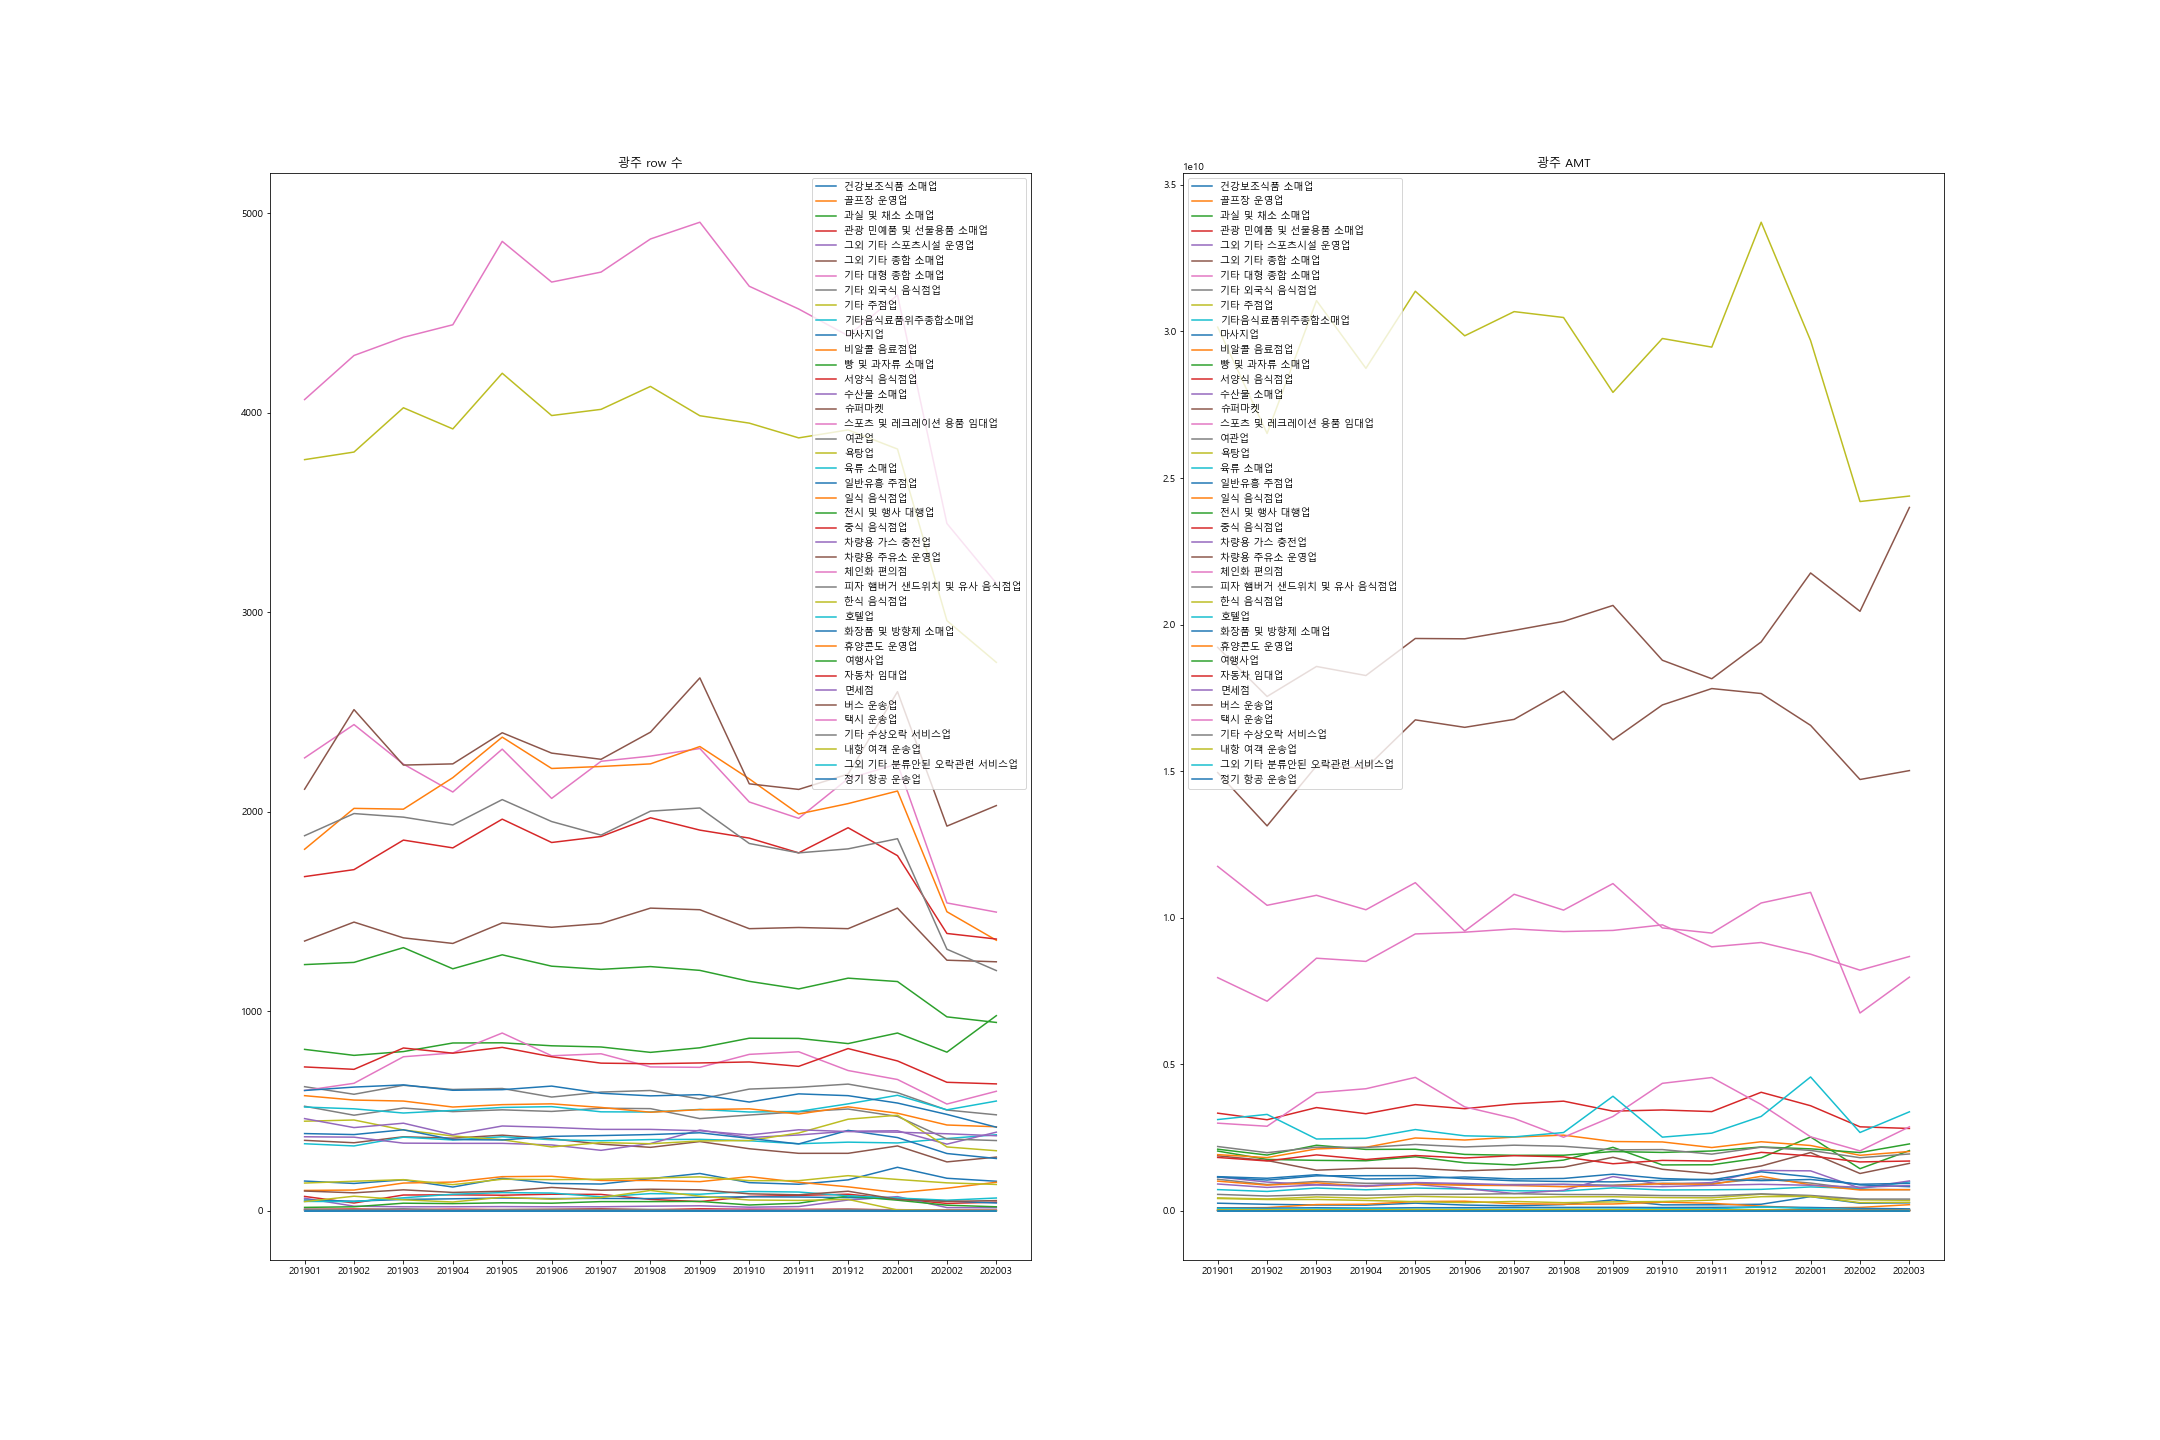 광주 row 수
5000
4000
3000
2000
1000
0
201901 201902 201903 201904 201905 201906 201907 201908 201909 201910 201911 201912 202001 202002 202003
건강보조식품 소매업
골프장 운영업
과실 및 채소 소매업
관광 민예품 및 선물용품 소매업
그외 기타 스포츠시설 운영업
그외 기타 종합 소매업
기타 대형 종합 소매업
기타 외국식 음식점업
기타 주점업
기타음식료품위주종합소매업
마사지업
비알콜 음료점업
빵 및 과자류 소매업
서양식 음식점업
수산물 소매업
슈퍼마켓
스포츠 및 레크레이션 용품 임대업
여관업
욕탕업
육류 소매업
일반유흥 주점업
일식 음식점업
전시 및 행사 대행업
중식 음식점업
차량용 가스 충전업
차량용 주유소 운영업
체인화 편의점
피자 햄버거 샌드위치 및 유사 음식점업
한식 음식점업
호텔업
화장품 및 방향제 소매업
휴양콘도 운영업
여행사업
자동차 임대업
면세점
버스 운송업
택시 운송업
기타 수상오락 서비스업
내항 여객 운송업
그외 기타 분류안된 오락관련 서비스업
정기 항공 운송업
광주 AMT
1e10
3.5
3.0
2.5
2.0
1.5
1.0
0.5
0.0
201901 201902 201903 201904 201905 201906 201907 201908 201909 201910 201911 201912 202001 202002 202003
건강보조식품 소매업
골프장 운영업
과실 및 채소 소매업
관광 민예품 및 선물용품 소매업
그외 기타 스포츠시설 운영업
그외 기타 종합 소매업
기타 대형 종합 소매업
기타 외국식 음식점업
기타 주점업
기타음식료품위주종합소매업
마사지업
비알콜 음료점업
빵 및 과자류 소매업
서양식 음식점업
수산물 소매업
슈퍼마켓
스포츠 및 레크레이션 용품 임대업
여관업
욕탕업
육류 소매업
일반유흥 주점업
일식 음식점업
전시 및 행사 대행업
중식 음식점업
차량용 가스 충전업
차량용 주유소 운영업
체인화 편의점
피자 햄버거 샌드위치 및 유사 음식점업
한식 음식점업
호텔업
화장품 및 방향제 소매업
휴양콘도 운영업
여행사업
자동차 임대업
면세점
버스 운송업
택시 운송업
기타 수상오락 서비스업
내항 여객 운송업
그외 기타 분류안된 오락관련 서비스업
정기 항공 운송업